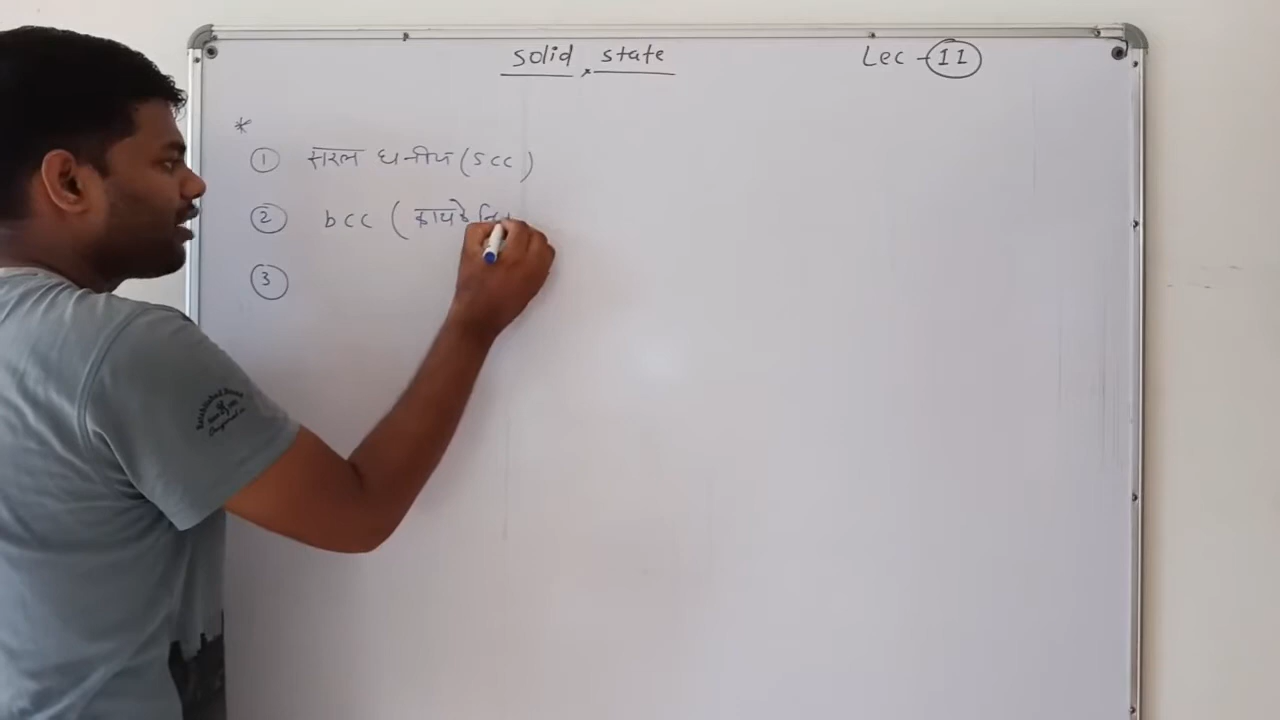 solid state
Lec - 11
*
① सरल घनीय (scc)
② bcc (
③